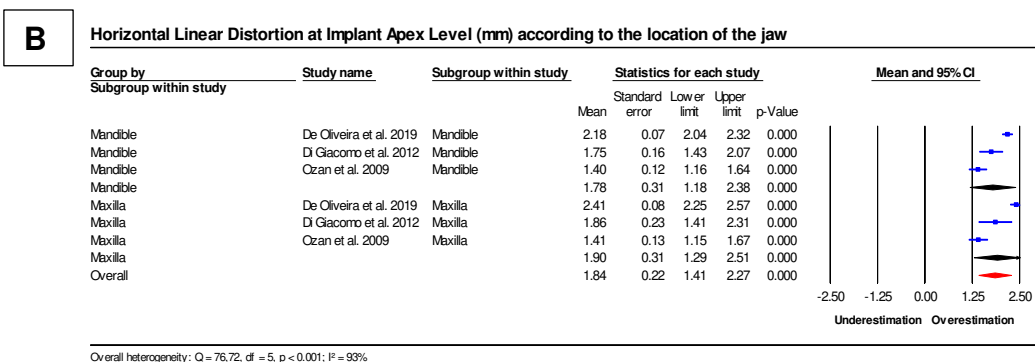 B
Horizontal Linear Distortion at Implant Apex Level (mm) according to the location of the jaw
Group by Study name Subgroup within study Statistics for each study Mean and 95% CI
Subgroup within study
Standard Lower Upper
Mean error limit limit p-Value
Mandible De Oliveira et al. 2019 Mandible 2.18 0.07 2.04 2.32 0.000
Mandible Di Giacomo et al. 2012 Mandible 1.75 0.16 1.43 2.07 0.000
Mandible Ozan et al. 2009 Mandible 1.40 0.12 1.16 1.64 0.000
Mandible 1.78 0.31 1.18 2.38 0.000
Maxilla De Oliveira et al. 2019 Maxilla 2.41 0.08 2.25 2.57 0.000
Maxilla Di Giacomo et al. 2012 Maxilla 1.86 0.23 1.41 2.31 0.000
Maxilla Ozan et al. 2009 Maxilla 1.41 0.13 1.15 1.67 0.000
Maxilla 1.90 0.31 1.29 2.51 0.000
Overall 1.84 0.22 1.41 2.27 0.000
-2.50 -1.25 0.00 1.25 2.50
Underestimation Overestimation
Overall heterogeneity: Q = 76,72, df = 5, p < 0.001; I² = 93%